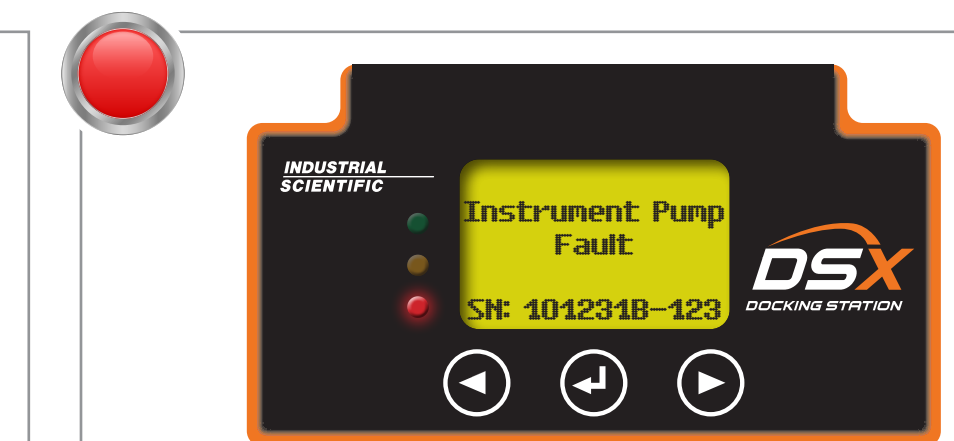 INDUSTRIAL
SCIENTIFIC
Instrument Pump
Fault
SN: 101231B-123
DSX
DOCKING STATION